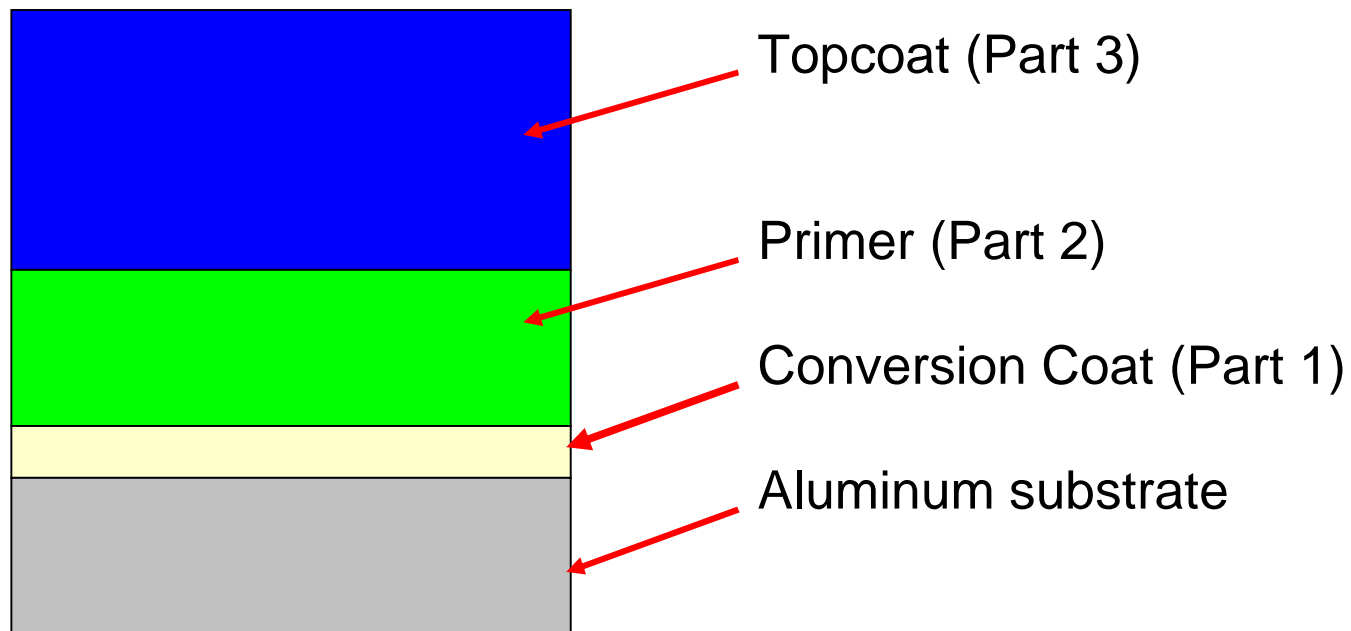 Topcoat (Part 3)
Primer (Part 2)
Conversion Coat (Part 1)
Aluminum substrate